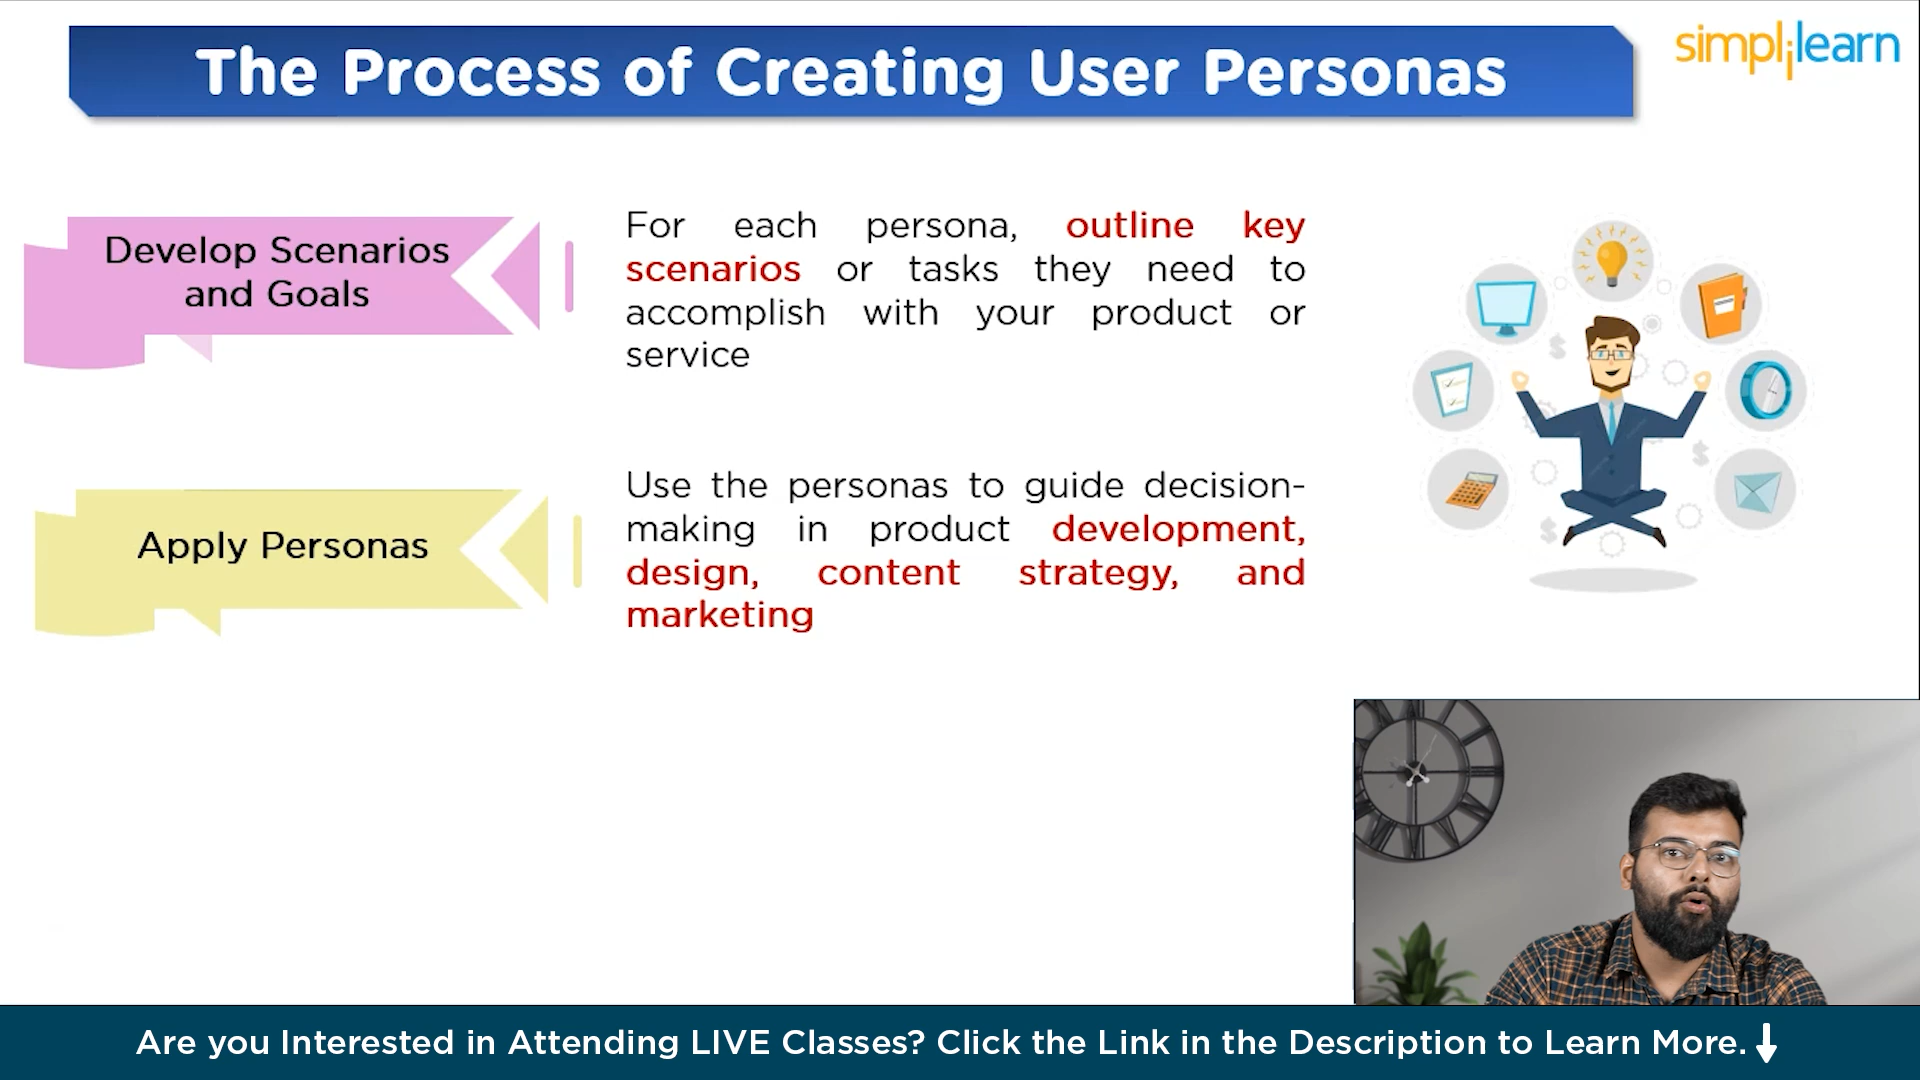 The Process of Creating User Personas
simplilearn
Develop Scenarios
and Goals
For each persona, outline key
scenarios or tasks they need to
accomplish with your product or
service
Apply Personas
Use the personas to guide decision-
making in product development,
design, content strategy, and
marketing
Are you Interested in Attending LIVE Classes? Click the Link in the Description to Learn More.